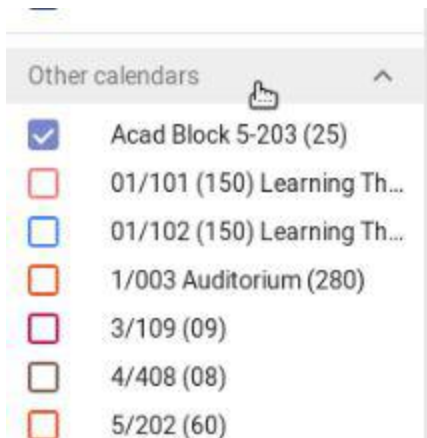 Other calendars
Acad Block 5-203 (25)
01/101 (150) Learning Th...
01/102 (150) Learning Th...
1/003 Auditorium (280)
3/109 (09)
4/408 (08)
5/202 (60)